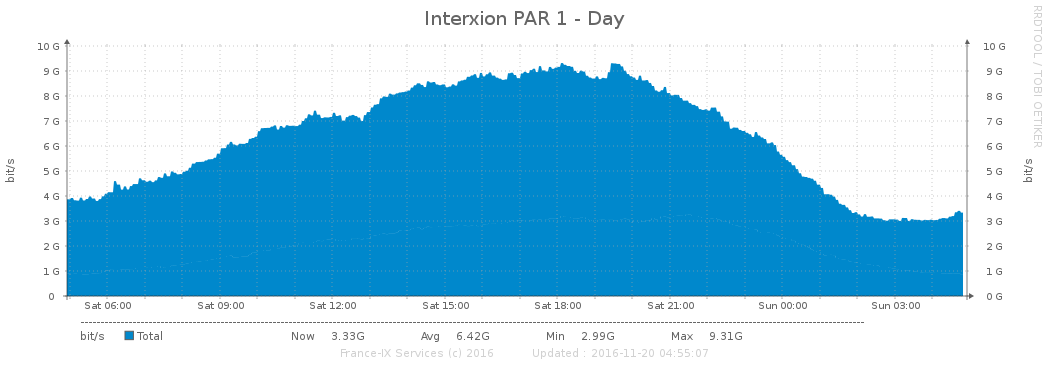 Interxion PAR 1 - Day
RRDTOOL / TOBI OETIKER
bit/s
bit/s
10 G 10 G
9 G 9 G
8 G 8 G
7 G 7 G
6 G 6 G
5 G 5 G
4 G 4 G
3 G 3 G
2 G 2 G
1 G 1 G
0 0 G
Sat 06:00 Sat 09:00 Sat 12:00 Sat 15:00 Sat 18:00 Sat 21:00 Sun 00:00 Sun 03:00
bit/s Total Now 3.33G Avg 6.42G Min 2.99G Max 9.31G
France-IX Services (c) 2016 Updated : 2016-11-20 04:55:07